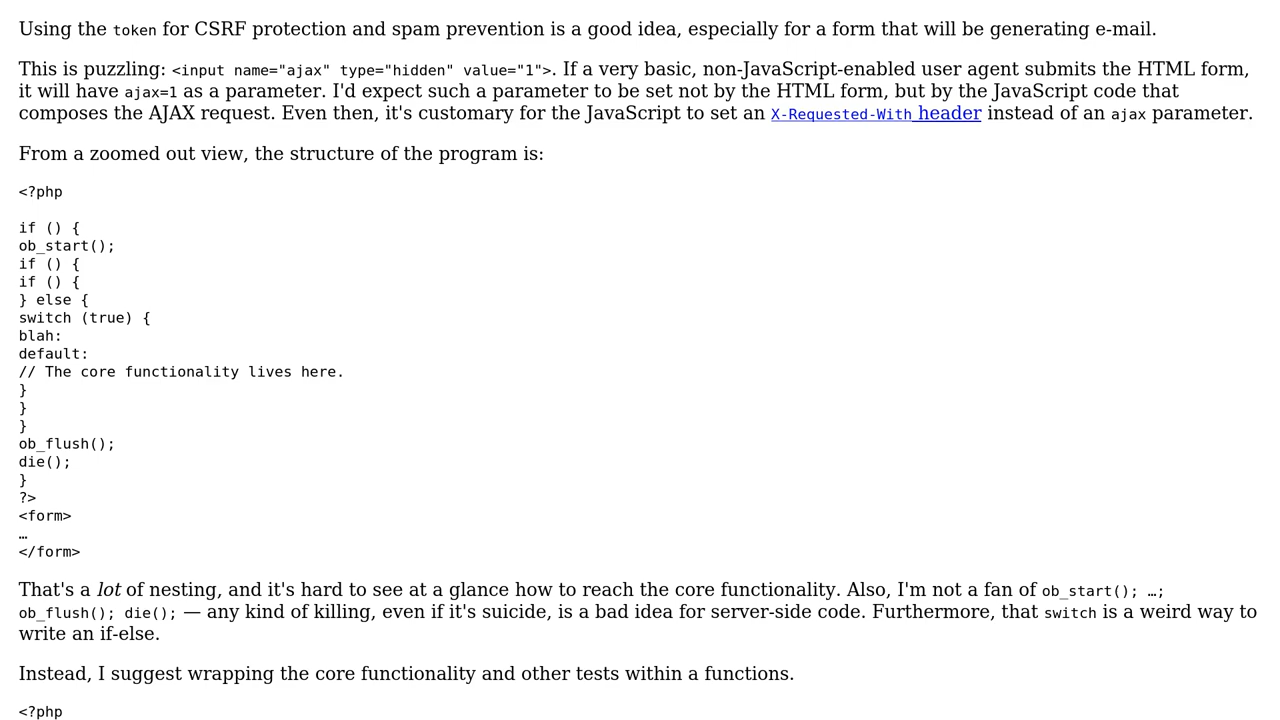 Using the token for CSRF protection and spam prevention is a good idea, especially for a form that will be generating e-mail.
This is puzzling: <input name="ajax" type="hidden" value="1">. If a very basic, non-JavaScript-enabled user agent submits the HTML form,
it will have ajax=1 as a parameter. I'd expect such a parameter to be set not by the HTML form, but by the JavaScript code that
composes the AJAX request. Even then, it's customary for the JavaScript to set an X-Requested-With header instead of an ajax parameter.
From a zoomed out view, the structure of the program is:
<?php
if () {
ob_start();
if () {
if () {
} else {
switch (true) {
blah:
default:
// The core functionality lives here.
}
}
}
ob_flush();
die();
}
?>
<form>
…
</form>
That's a lot of nesting, and it's hard to see at a glance how to reach the core functionality. Also, I'm not a fan of ob_start(); …;
ob_flush(); die(); — any kind of killing, even if it's suicide, is a bad idea for server-side code. Furthermore, that switch is a weird way to
write an if-else.
Instead, I suggest wrapping the core functionality and other tests within a functions.
<?php